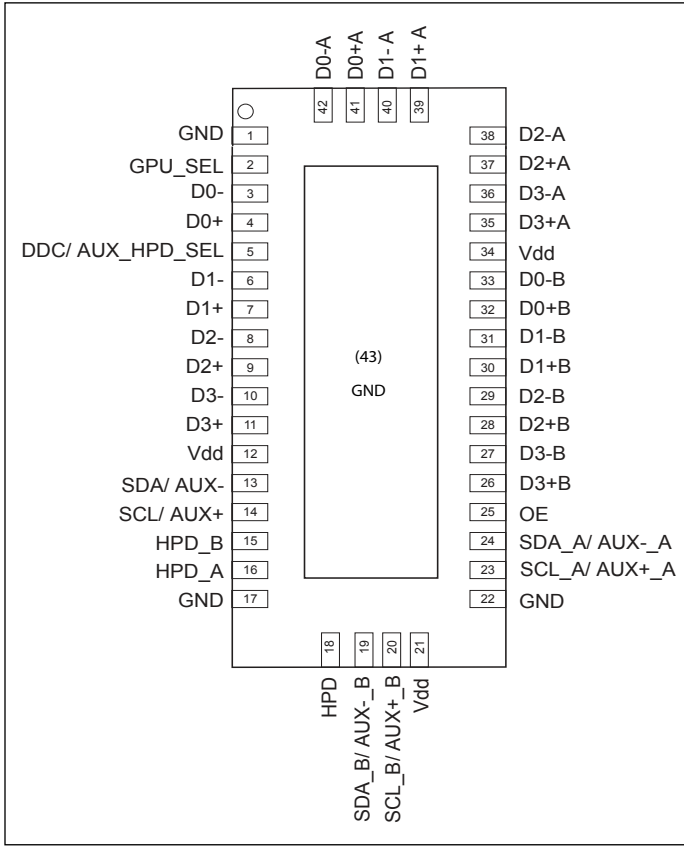 D0-A
D0+A
D1- A
D1+ A
42
41
40
39
GND 1
GPU_SEL 2
D0- 3
D0+ 4
DDC/ AUX_HPD_SEL 5
D1- 6
D1+ 7
D2- 8
D2+ 9
D3- 10
D3+ 11
Vdd 12
SDA/ AUX- 13
SCL/ AUX+ 14
HPD_B 15
HPD_A 16
GND 17
(43)
GND
38 D2-A
37 D2+A
36 D3-A
35 D3+A
34 Vdd
33 D0-B
32 D0+B
31 D1-B
30 D1+B
29 D2-B
28 D2+B
27 D3-B
26 D3+B
25 OE
24 SDA_A/ AUX-_A
23 SCL_A/ AUX+_A
22 GND
18
19
20
21
HPD
SDA_B/ AUX-_B
SCL_B/ AUX+_B
Vdd